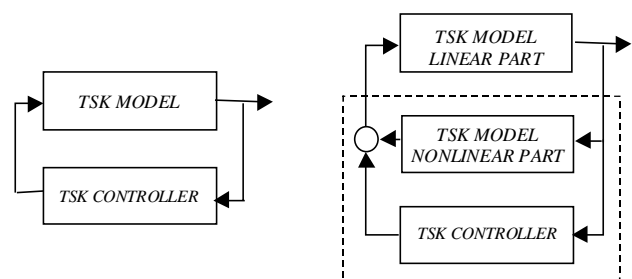 TSK MODEL
TSK CONTROLLER
TSK MODEL
LINEAR PART
TSK MODEL
NONLINEAR PART
TSK CONTROLLER